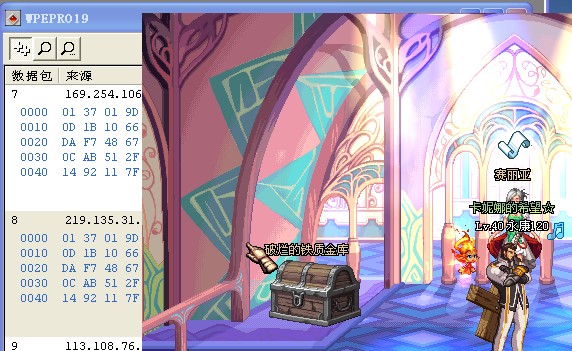 WPEPRO19
数据包 来源
7 169.254.106
0000 01 37 01 9D
0010 0D 1B 10 66
0020 DA F7 48 67
0030 0C AB 51 2F
0040 14 92 11 7F
8 219.135.31.
0000 01 37 01 9D
0010 0D 1B 10 66
0020 DA F7 48 67
0030 0C AB 51 2F
0040 14 92 11 7F
9 113.108.76.
赛丽亚
卡妮娜的希望☆
Lv.40 永康120
破烂的铁质金库